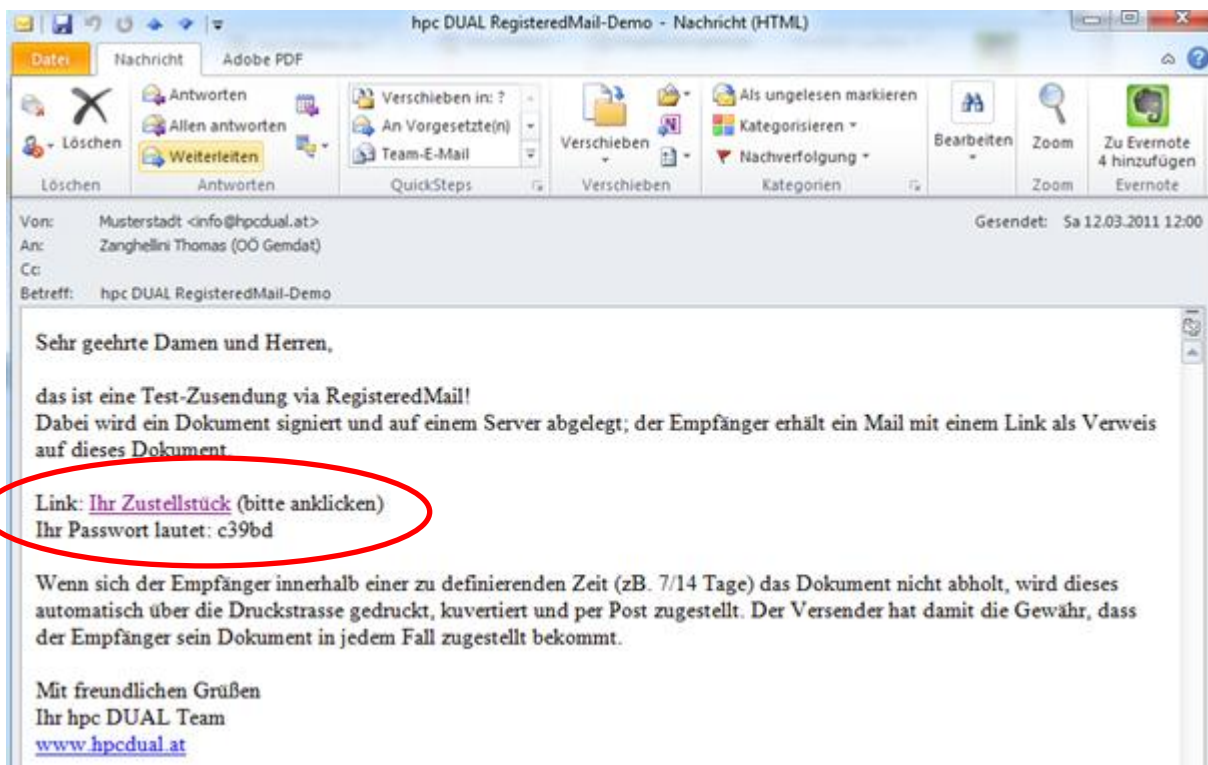 hpc DUAL RegisteredMail-Demo - Nachricht (HTML)
Datei Nachricht Adobe PDF
Löschen
Antworten
Allen antworten
Weiterleiten
Verschieben in: ?
An Vorgesetzte(n)
Team-E-Mail
Verschieben
Als ungelesen markieren
Kategorisieren
Nachverfolgung
Bearbeiten
Zoom
Zu Evernote
4 hinzufügen
Löschen Antworten QuickSteps Verschieben Kategorien Zoom Evernote
Von: Musterstadt <info@hpcdual.at> Gesendet: Sa 12.03.2011 12:00
An: Zanghellini Thomas (OÖ Gemdat)
Cc:
Betreff: hpc DUAL RegisteredMail-Demo
Sehr geehrte Damen und Herren,
das ist eine Test-Zusendung via RegisteredMail!
Dabei wird ein Dokument signiert und auf einem Server abgelegt; der Empfänger erhält ein Mail mit einem Link als Verweis
auf dieses Dokument.
Link: Ihr Zustellstück (bitte anklicken)
Ihr Passwort lautet: c39bd
Wenn sich der Empfänger innerhalb einer zu definierenden Zeit (zB. 7/14 Tage) das Dokument nicht abholt, wird dieses
automatisch über die Druckstrasse gedruckt, kuvertiert und per Post zugestellt. Der Versender hat damit die Gewähr, dass
der Empfänger sein Dokument in jedem Fall zugestellt bekommt.
Mit freundlichen Grüßen
Ihr hpc DUAL Team
www.hpcdual.at